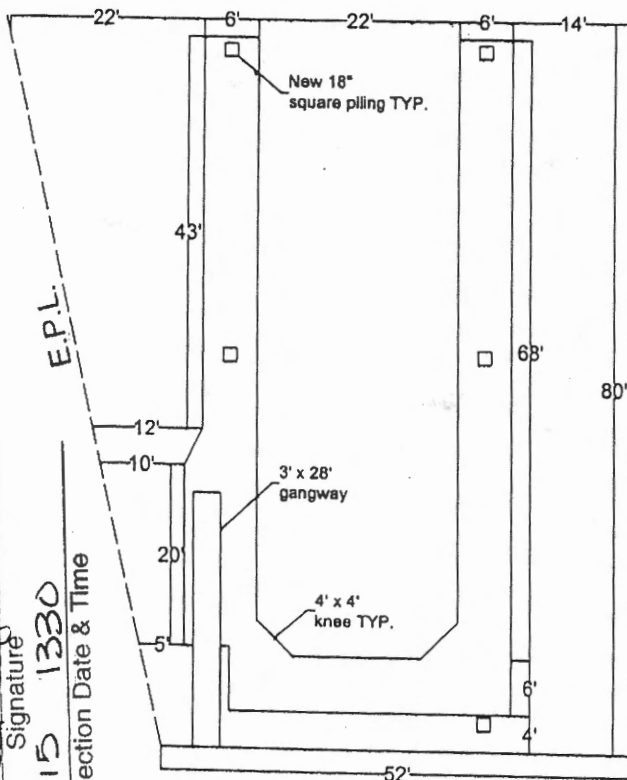 22' 6' 22' 6' 14'
New 18"
square piling TYP.
43'
E.P.L.
68'
80'
12'
10'
3' x 28'
gangway
20'
4' x 4'
knee TYP.
5'
6'
4'
52'
Signature
15 1330
ection Date & Time